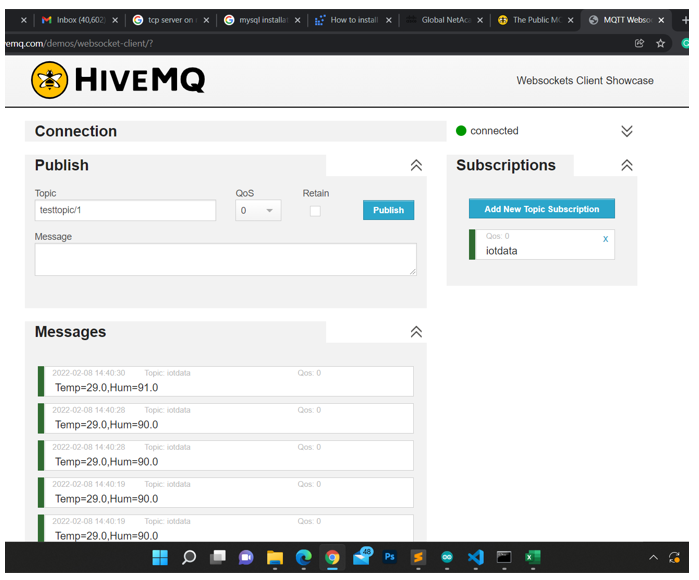 Inbox (40,602)
tcp server on
mysql installa
How to install
Global NetAc
The Public M
MQTT Webso
vemq.com/demos/websocket-client/?
HIVEMQ
Websockets Client Showcase
Connection
connected
Publish
Subscriptions
Topic
QoS
Retain
testtopic/1
0
Publish
Add New Topic Subscription
Message
Qos: 0
x
iotdata
Messages
2022-02-08 14:40:30 Topic: iotdata Qos: 0
Temp=29.0,Hum=91.0
2022-02-08 14:40:28 Topic: iotdata Qos: 0
Temp=29.0,Hum=90.0
2022-02-08 14:40:28 Topic: iotdata Qos: 0
Temp=29.0,Hum=90.0
2022-02-08 14:40:19 Topic: iotdata Qos: 0
Temp=29.0,Hum=90.0
2022-02-08 14:40:19 Topic: iotdata Qos: 0
Temp=29.0,Hum=90.0
48
Ps